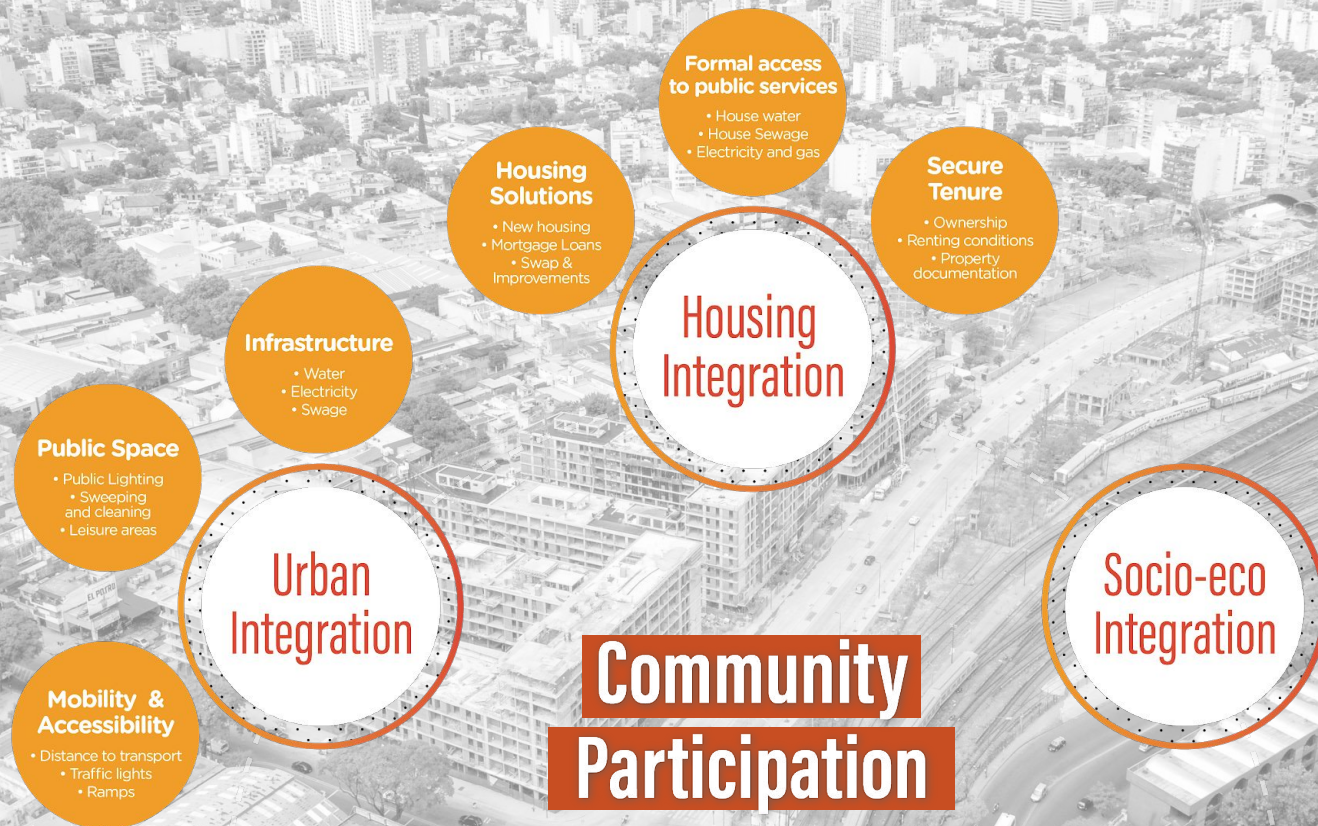 Formal access
to public services
• House water
• House Sewage
• Electricity and gas
Housing
Solutions
• New housing
• Mortgage Loans
• Swap &
Improvements
Secure
Tenure
• Ownership
• Renting conditions
• Property
documentation
Housing
Integration
Infrastructure
• Water
• Electricity
• Swage
Public Space
• Public Lighting
• Sweeping
and cleaning
• Leisure areas
Mobility & 
Accessibility
• Distance to transport
• Traffic lights
• Ramps
Urban
Integration
Socio-eco
Integration
Community
Participation
EL POTRO